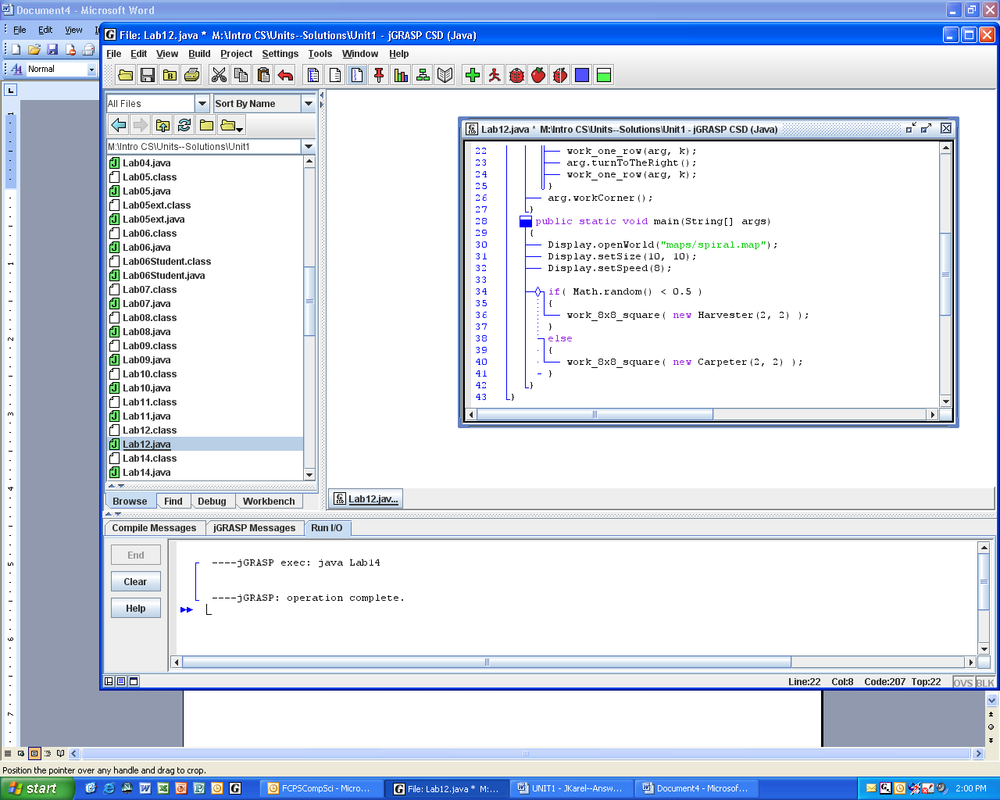 Document4 - Microsoft Word
File Edit View
Normal
File: Lab12.java * M:\Intro CS\Units--Solutions\Unit1 - jGRASP CSD (Java)
File Edit View Build Project Settings Tools Window Help
All Files
Sort By Name
M:\Intro CS\Units--Solutions\Unit1
Lab04.java
Lab05.class
Lab05.java
Lab05ext.class
Lab05ext.java
Lab06.class
Lab06.java
Lab06Student.class
Lab06Student.java
Lab07.class
Lab07.java
Lab08.class
Lab08.java
Lab09.class
Lab09.java
Lab10.class
Lab10.java
Lab11.class
Lab11.java
Lab12.class
Lab12.java
Lab14.class
Lab14.java
Browse Find Debug Workbench
Lab12.java * M:\Intro CS\Units--Solutions\Unit1 - jGRASP CSD (Java)
22 work_one_row(arg, k);
23 arg.turnToTheRight();
24 work_one_row(arg, k);
25 }
26 arg.workCorner();
27 }
28 public static void main(String[] args)
29 {
30 Display.openWorld("maps/spiral.map");
31 Display.setSize(10, 10);
32 Display.setSpeed(8);
33
34 if( Math.random() < 0.5 )
35 {
36 work_8x8_square( new Harvester(2, 2) );
37 }
38 else
39 {
40 work_8x8_square( new Carpeter(2, 2) );
41 }
42 }
43 }
Lab12.jav...
Compile Messages jGRASP Messages Run I/O
End
Clear
Help
----jGRASP exec: java Lab14
----jGRASP: operation complete.
Line:22 Col:8 Code:207 Top:22 OVS BLK
Position the pointer over any handle and drag to crop.
start
FCPSCompSci - Micro...
File: Lab12.java * M:...
UNIT1 - JKarel--Answ...
Document4 - Microsof...
2:00 PM